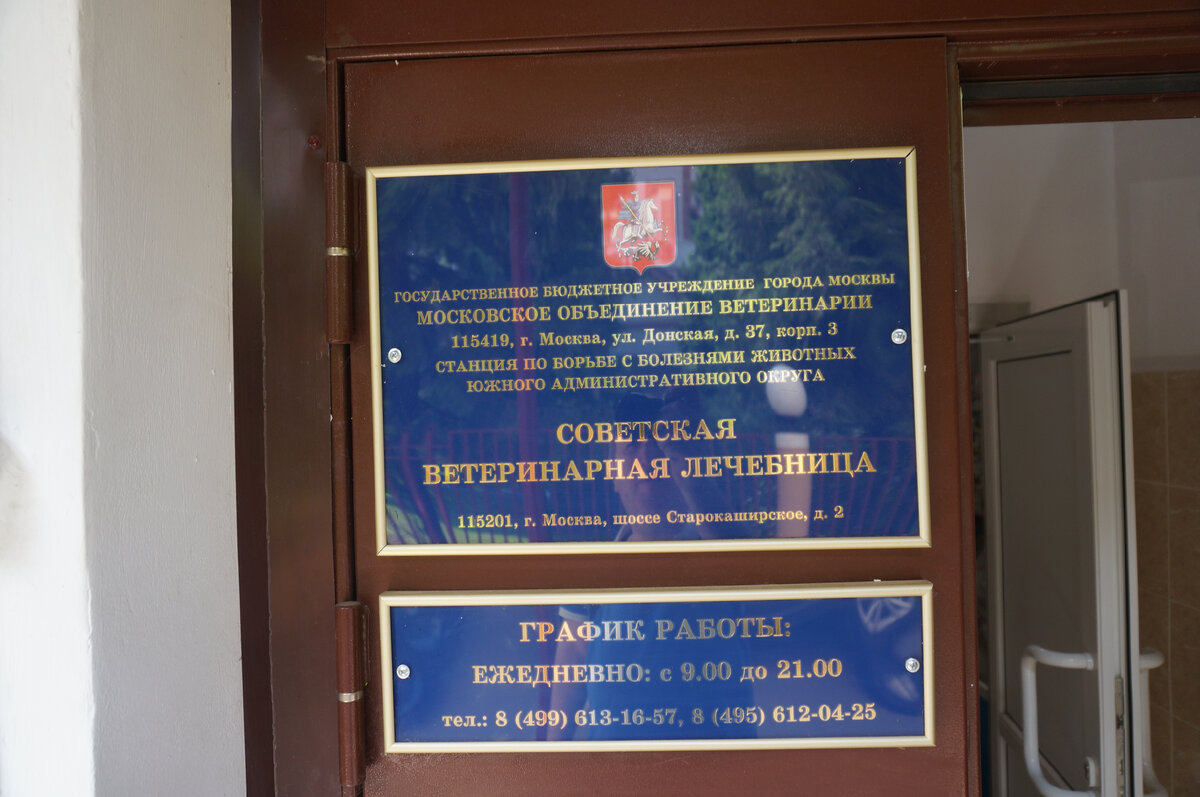 ГОСУДАРСТВЕННОЕ БЮДЖЕТНОЕ УЧРЕЖДЕНИЕ ГОРОДА МОСКВЫ
МОСКОВСКОЕ ОБЪЕДИНЕНИЕ ВЕТЕРИНАРИИ
115419, г. Москва, ул. Донская, д. 37, корп. 3
СТАНЦИЯ ПО БОРЬБЕ С БОЛЕЗНЯМИ ЖИВОТНЫХ
ЮЖНОГО АДМИНИСТРАТИВНОГО ОКРУГА
СОВЕТСКАЯ
ВЕТЕРИНАРНАЯ ЛЕЧЕБНИЦА
115201, г. Москва, шоссе Старокаширское, д. 2
ГРАФИК РАБОТЫ:
ЕЖЕДНЕВНО: с 9.00 до 21.00
тел.: 8 (499) 613-16-57, 8 (495) 612-04-25